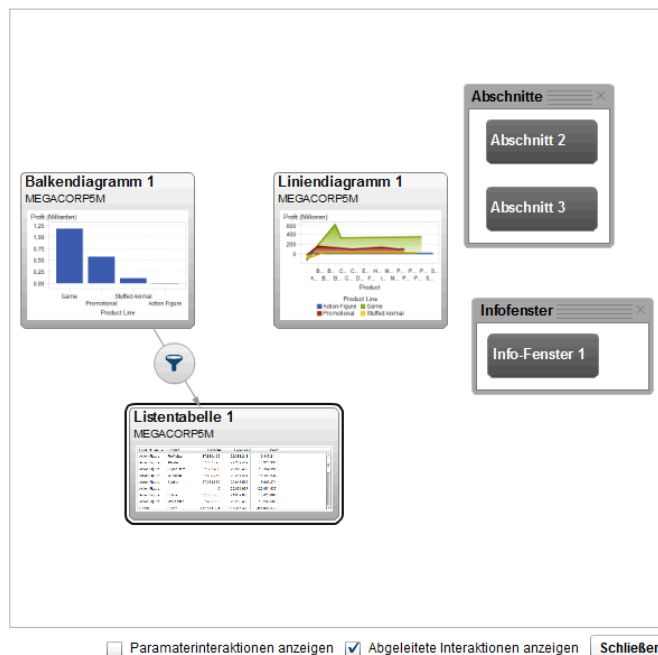 Abschnitte
Abschnitt 2
Abschnitt 3
Balkendiagramm 1
MEGACORP5M
Profit (Milliarden)
1,25
1,00
0,75
0,50
0,25
0,00
Game
Stuffed Animal
Promotional
Action Figure
Product Line
Liniendiagramm 1
MEGACORP5M
Profit (Millionen)
600
400
200
0
B... B... C... C... E... H... M... P... P... S...
K... B... B... C... D... F... I... M... P... P...
Product
Product Line
Action Figure Game
Promotional Stuffed Animal
Infofenster
Info-Fenster 1
Listentabelle 1
MEGACORP5M
Paramaterinteraktionen anzeigen
Abgeleitete Interaktionen anzeigen
Schließen